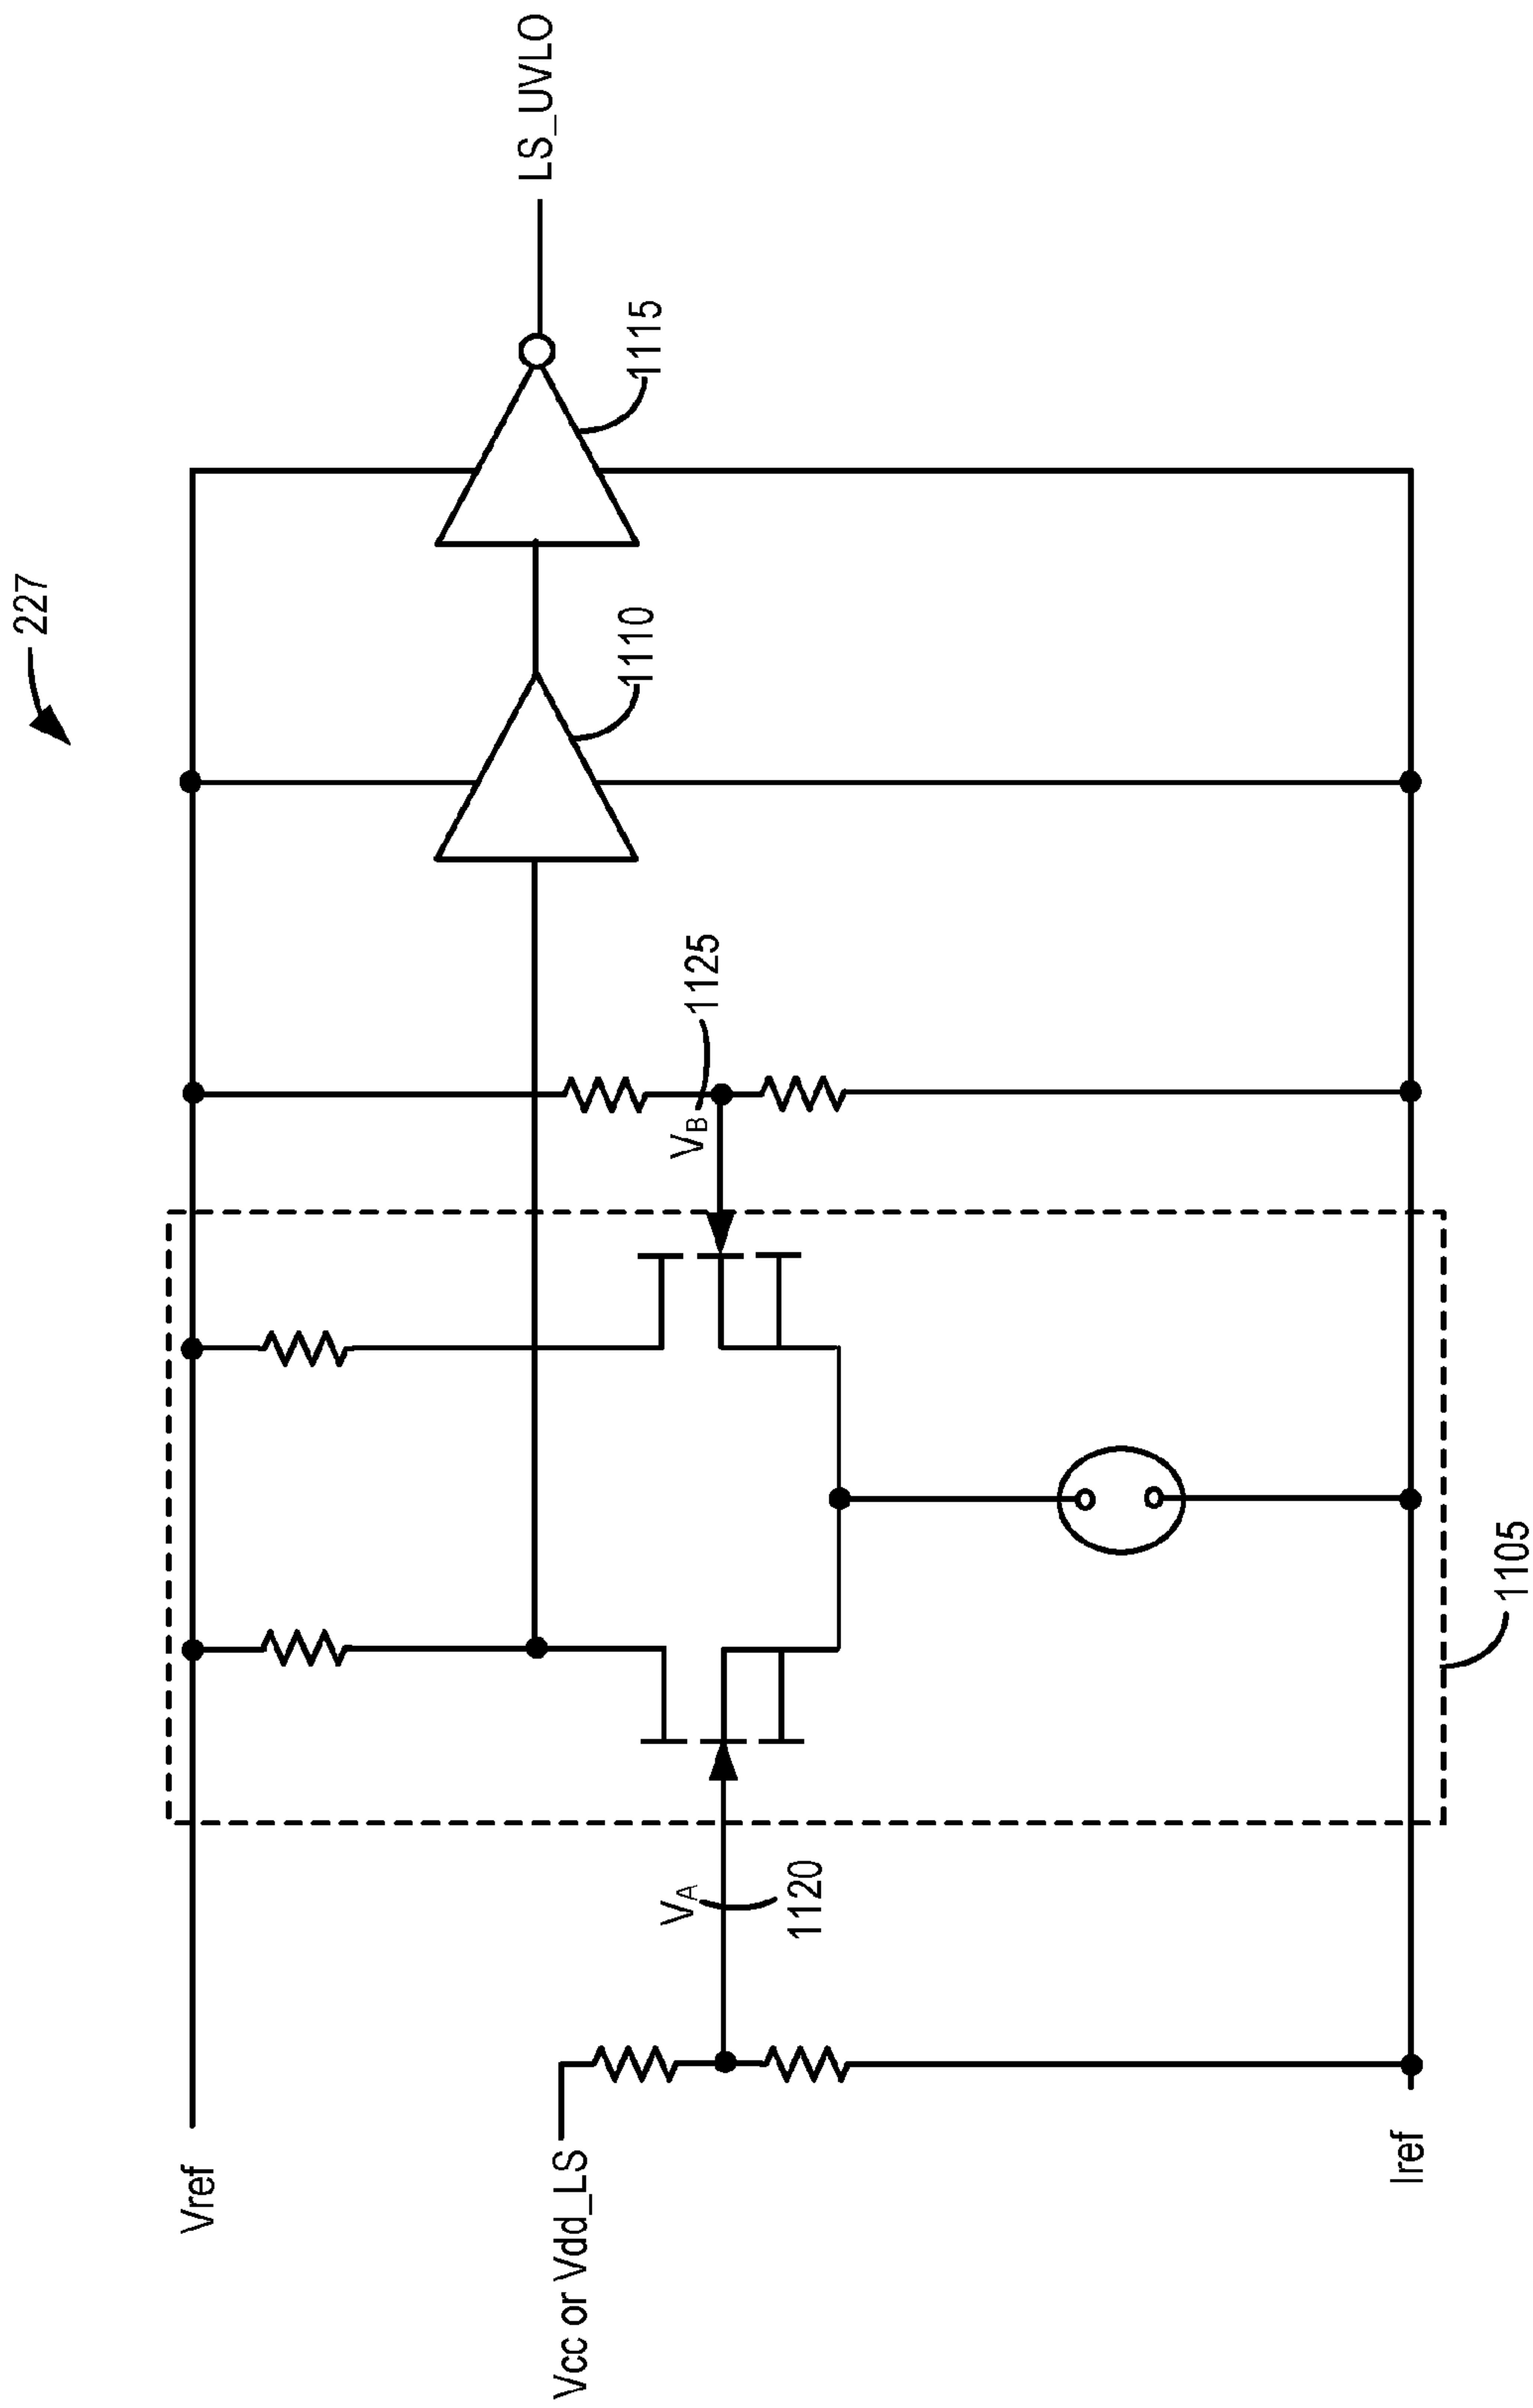 227
Vref
Vcc or Vdd_LS
Iref
VA
1120
1105
VB
1125
1110
1115
LS_UVLO